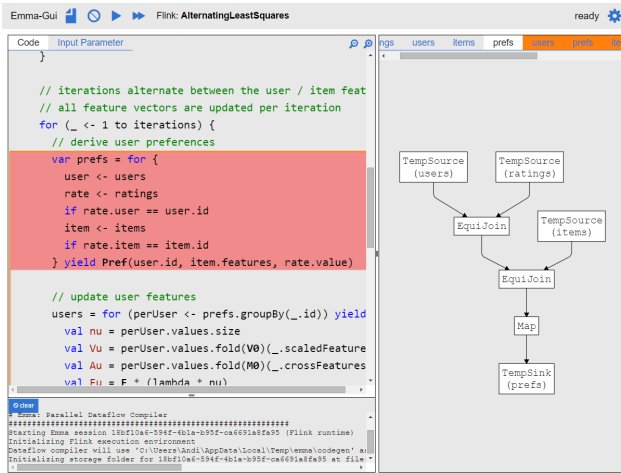 Emma-Gui
Flink: AlternatingLeastSquares
ready
Code
Input Parameter
}
// iterations alternate between the user / item feat
// all feature vectors are updated per iteration
for (_ <- 1 to iterations) {
// derive user preferences
var prefs = for {
user <- users
rate <- ratings
if rate.user == user.id
item <- items
if rate.item == item.id
} yield Pref(user.id, item.features, rate.value)
// update user features
users = for (perUser <- prefs.groupBy(_.id)) yield
val nu = perUser.values.size
val Vu = perUser.values.fold(V0)(_.scaledFeature
val Au = perUser.values.fold(M0)(_.crossFeatures
val Eu = E * (lambda * nu)
clear
# Emma: Parallel Dataflow Compiler
Starting Emma session 18bf10a6-594f-4b1a-b95f-ca6691a8fa95 (Flink runtime)
Initializing Flink execution environment
Dataflow compiler will use 'C:\Users\Andi\AppData\Local\Temp\emma\codegen' a
Initializing storage folder for 18bf10a6-594f-4b1a-b95f-ca6691a8fa95 at file
ngs
users
items
prefs
users
prefs
ite
TempSource
(users)
TempSource
(ratings)
EquiJoin
TempSource
(items)
EquiJoin
Map
TempSink
(prefs)